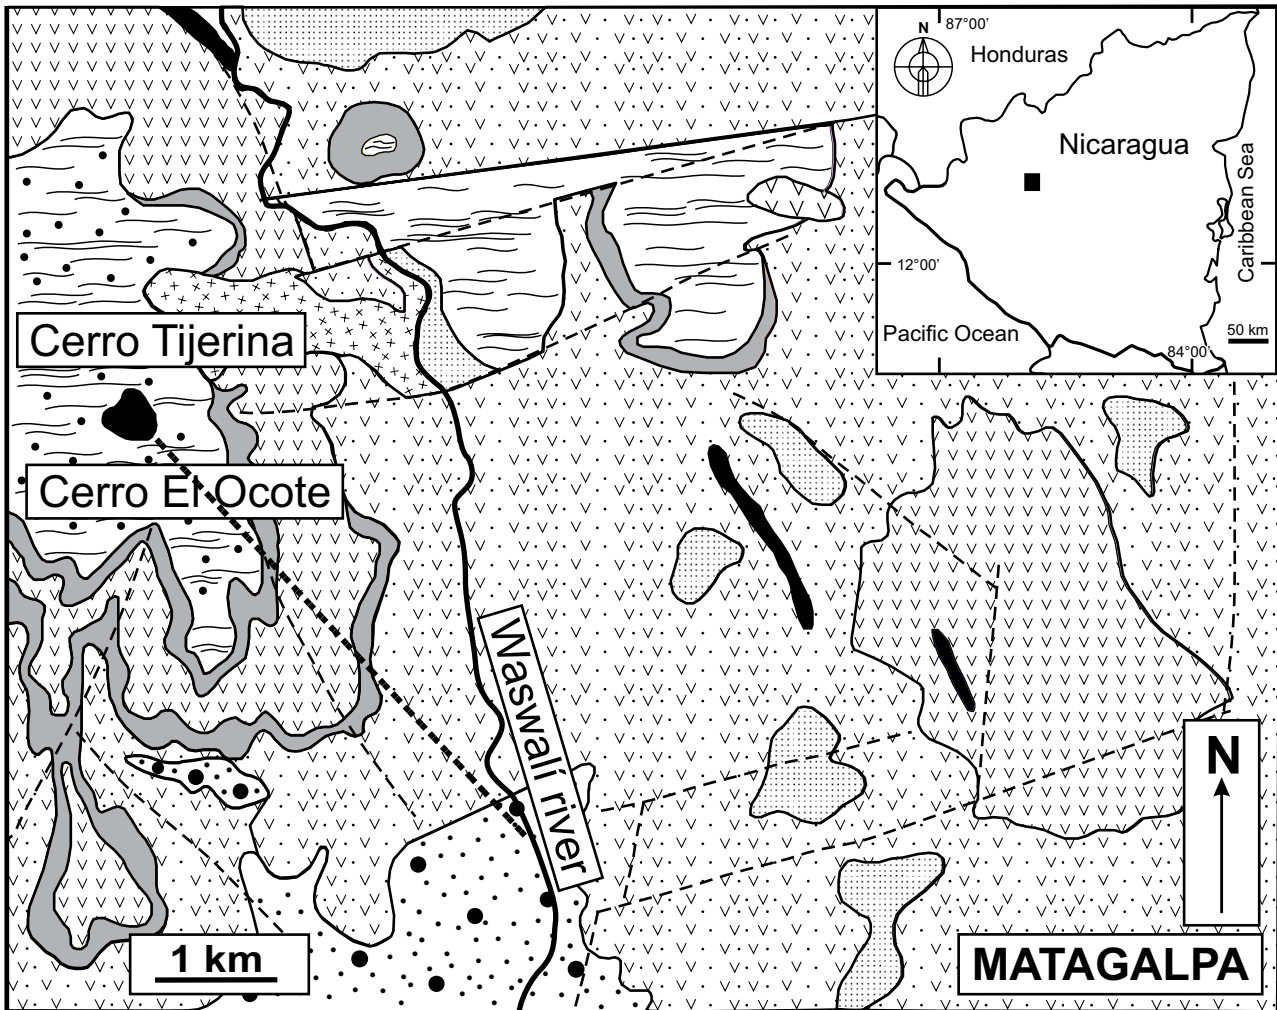 N
87°00'
Honduras
Nicaragua
Caribbean Sea
12°00'
Pacific Ocean
50 km
84°00'
Cerro Tijerina
Cerro El Ocote
Waswalí river
N
1 km
MATAGALPA